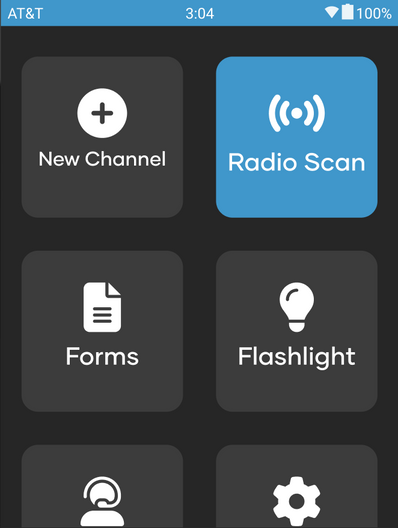 AT&T 3:04 100%
New Channel
Radio Scan
Forms
Flashlight